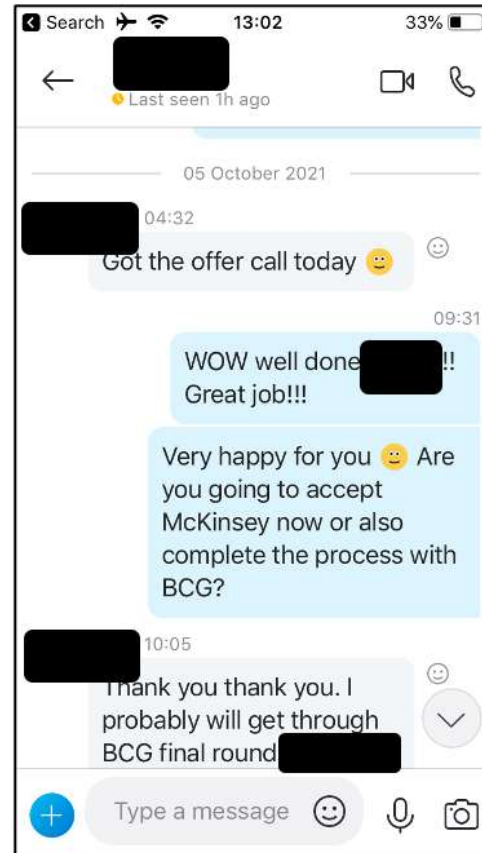 Search 13:02 33%
Last seen 1h ago
05 October 2021
04:32
Got the offer call today 🙂
09:31
WOW well done !!
Great job!!!
Very happy for you 🙂 Are
you going to accept
McKinsey now or also
complete the process with
BCG?
10:05
Thank you thank you. I
probably will get through
BCG final round
Type a message